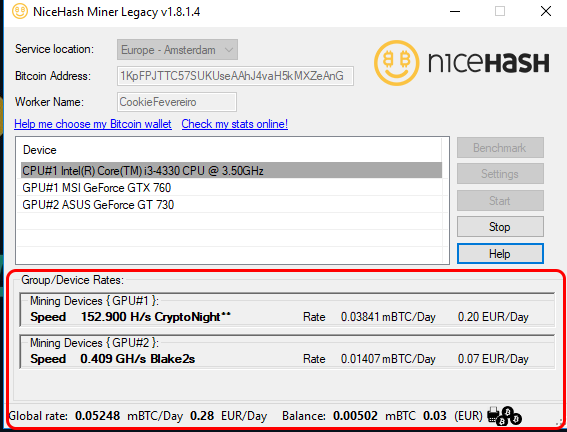 NiceHash Miner Legacy v1.8.1.4
Service location: Europe - Amsterdam
nicеHASH
Bitcoin Address: 1KpFPJTTC57SUKUseAAhJ4vaH5kMXZeAnG
Worker Name: CookieFevereiro
Help me choose my Bitcoin wallet Check my stats online!
Device
CPU#1 Intel(R) Core(TM) i3-4330 CPU @ 3.50GHz
GPU#1 MSI GeForce GTX 760
GPU#2 ASUS GeForce GT 730
Benchmark
Settings
Start
Stop
Help
Group/Device Rates:
Mining Devices { GPU#1 }:
Speed 152.900 H/s CryptoNight** Rate 0.03841 mBTC/Day 0.20 EUR/Day
Mining Devices { GPU#2 }:
Speed 0.409 GH/s Blake2s Rate 0.01407 mBTC/Day 0.07 EUR/Day
Global rate: 0.05248 mBTC/Day 0.28 EUR/Day Balance: 0.00502 mBTC 0.03 (EUR)